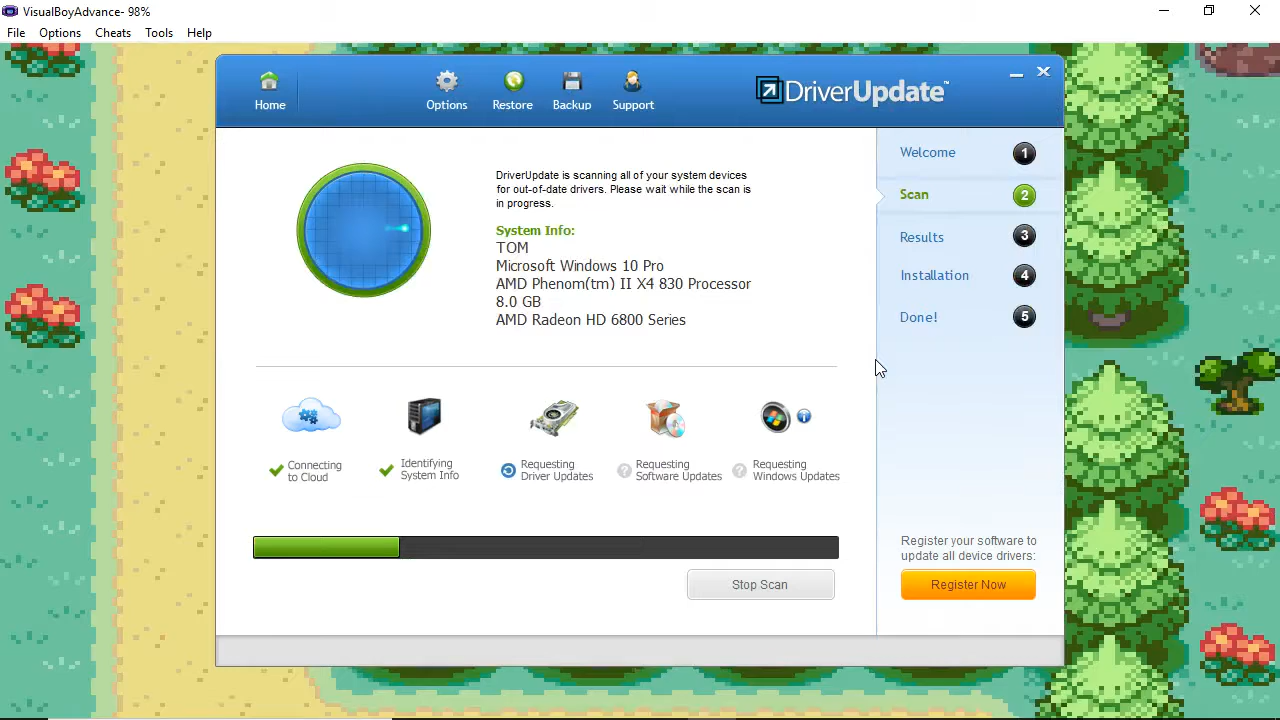 VisualBoyAdvance- 98%
File Options Cheats Tools Help
Home
Options
Restore
Backup
Support
DriverUpdate™
DriverUpdate is scanning all of your system devices
for out-of-date drivers. Please wait while the scan is
in progress.
System Info:
TOM
Microsoft Windows 10 Pro
AMD Phenom(tm) II X4 830 Processor
8.0 GB
AMD Radeon HD 6800 Series
Welcome 1
Scan 2
Results 3
Installation 4
Done! 5
Connecting
to Cloud
Identifying
System Info
Requesting
Driver Updates
Requesting
Software Updates
Requesting
Windows Updates
Stop Scan
Register your software to
update all device drivers:
Register Now